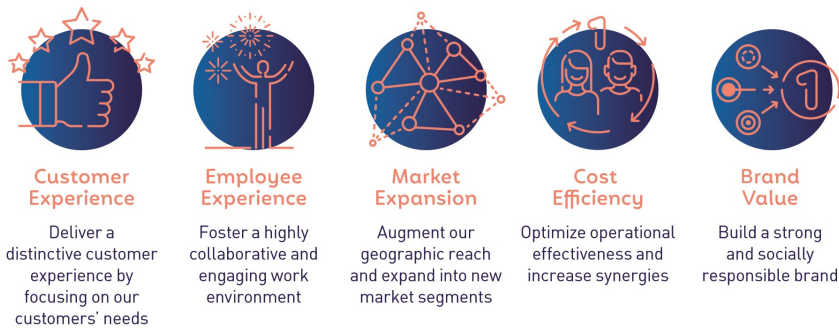 Customer
Experience
Deliver a
distinctive customer
experience by
focusing on our
customers' needs
Employee
Experience
Foster a highly
collaborative and
engaging work
environment
Market
Expansion
Augment our
geographic reach
and expand into new
market segments
1
Cost
Efficiency
Optimize operational
effectiveness and
increase synergies
1
Brand
Value
Build a strong
and socially
responsible brand